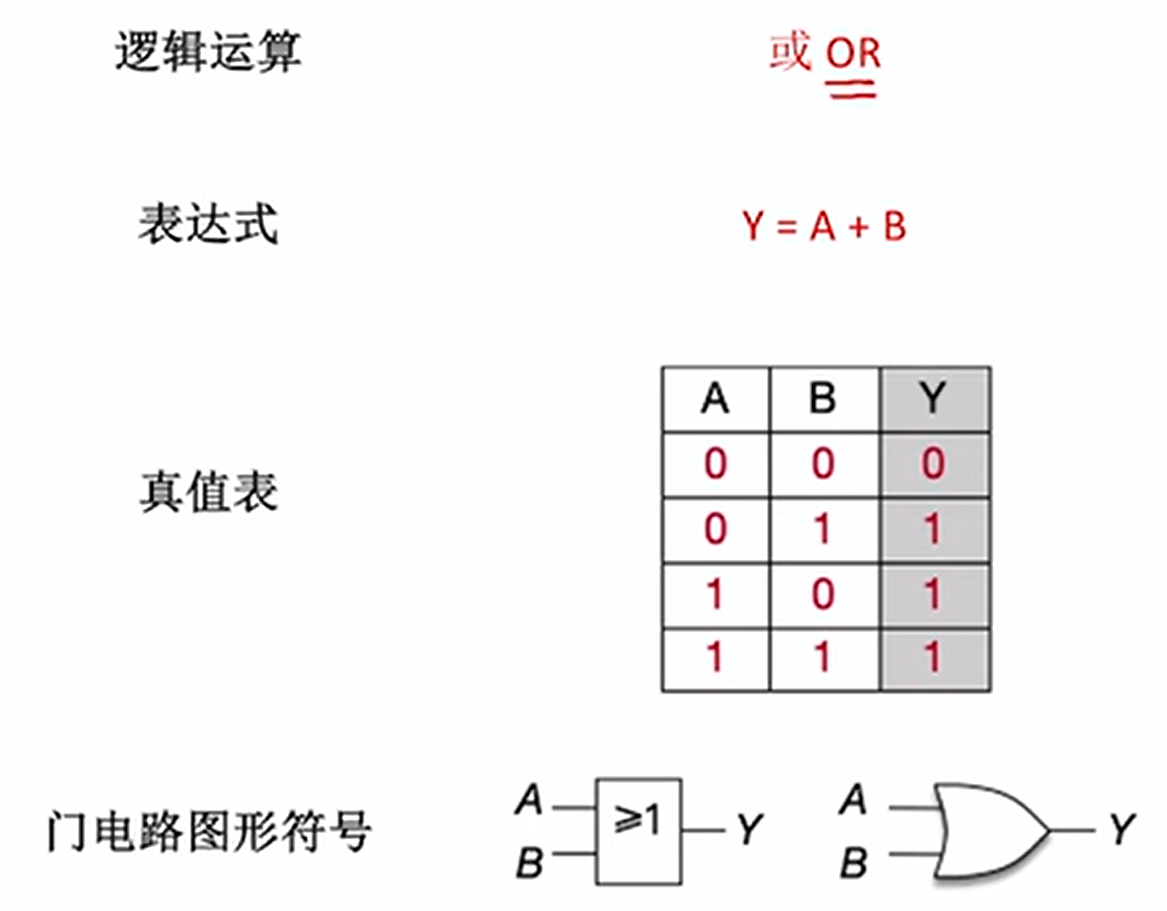 逻辑运算 或 OR
表达式 Y = A + B
A B Y
0 0 0
0 1 1
真值表
1 0 1
1 1 1
门电路图形符号
A B ≥1 Y
A B Y